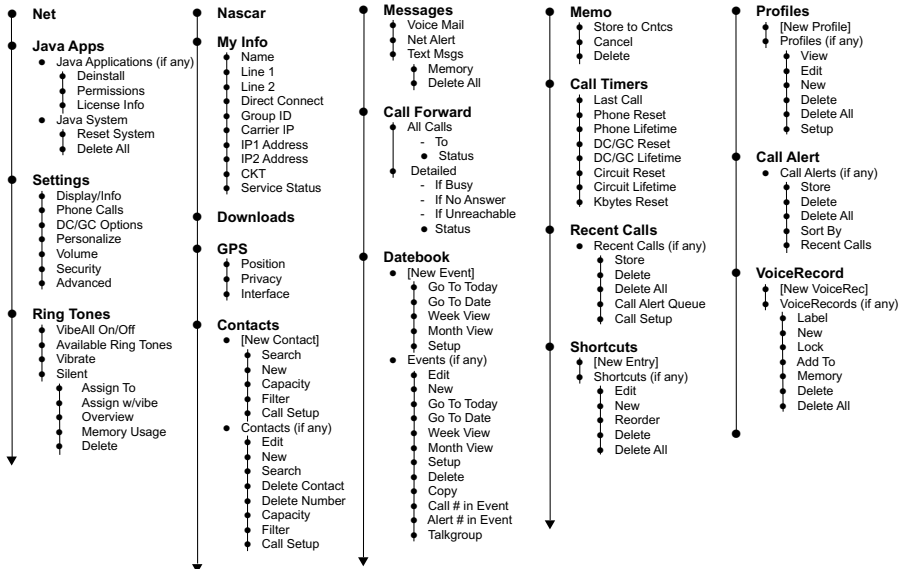 Net
Java Apps
Java Applications (if any)
Deinstall
Permissions
License Info
Java System
Reset System
Delete All
Settings
Display/Info
Phone Calls
DC/GC Options
Personalize
Volume
Security
Advanced
Ring Tones
VibeAll On/Off
Available Ring Tones
Vibrate
Silent
Assign To
Assign w/vibe
Overview
Memory Usage
Delete
Nascar
My Info
Name
Line 1
Line 2
Direct Connect
Group ID
Carrier IP
IP1 Address
IP2 Address
CKT
Service Status
Downloads
GPS
Position
Privacy
Interface
Contacts
[New Contact]
Search
New
Capacity
Filter
Call Setup
Contacts (if any)
Edit
New
Search
Delete Contact
Delete Number
Capacity
Filter
Call Setup
Messages
Voice Mail
Net Alert
Text Msgs
Memory
Delete All
Call Forward
All Calls
- To
Status
Detailed
- If Busy
- If No Answer
- If Unreachable
Status
Datebook
[New Event]
Go To Today
Go To Date
Week View
Month View
Setup
Events (if any)
Edit
New
Go To Today
Go To Date
Week View
Month View
Setup
Delete
Copy
Call # in Event
Alert # in Event
Talkgroup
Memo
Store to Cntcs
Cancel
Delete
Call Timers
Last Call
Phone Reset
Phone Lifetime
DC/GC Reset
DC/GC Lifetime
Circuit Reset
Circuit Lifetime
Kbytes Reset
Recent Calls
Recent Calls (if any)
Store
Delete
Delete All
Call Alert Queue
Call Setup
Shortcuts
[New Entry]
Shortcuts (if any)
Edit
New
Reorder
Delete
Delete All
Profiles
[New Profile]
Profiles (if any)
View
Edit
New
Delete
Delete All
Setup
Call Alert
Call Alerts (if any)
Store
Delete
Delete All
Sort By
Recent Calls
VoiceRecord
[New VoiceRec]
VoiceRecords (if any)
Label
New
Lock
Add To
Memory
Delete
Delete All